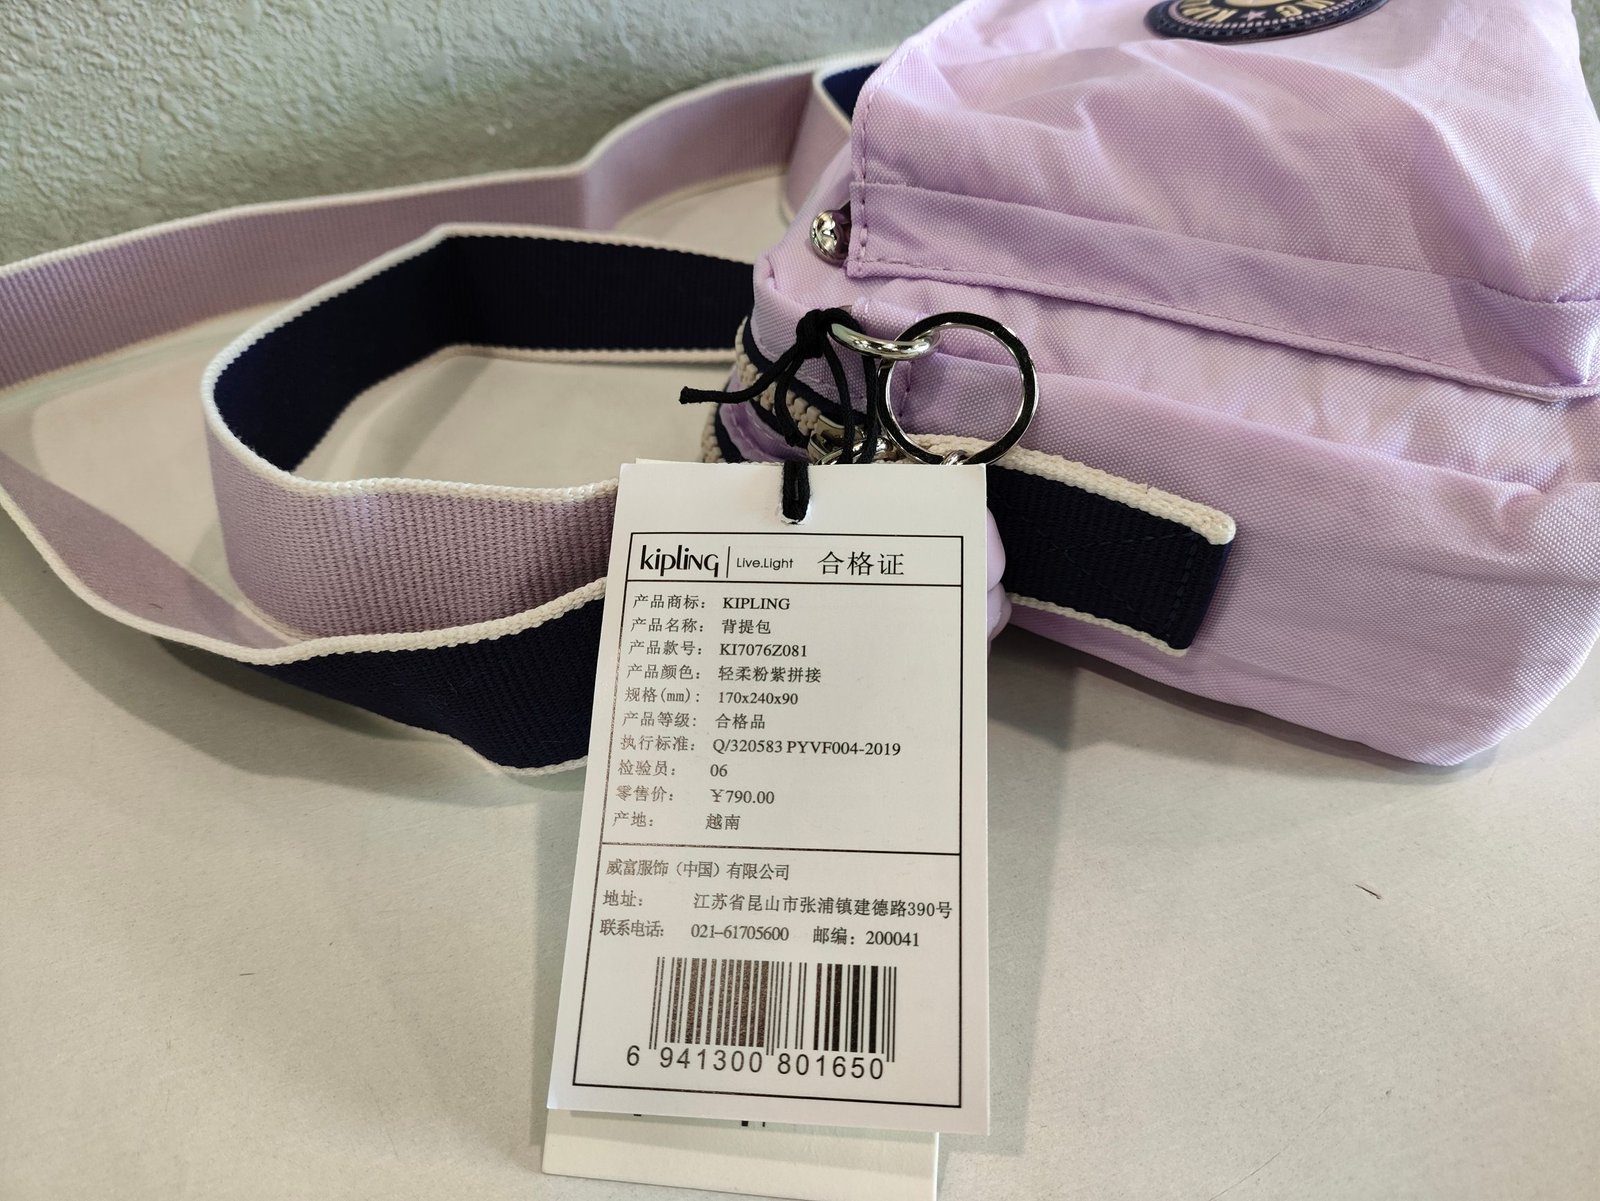 KIPLING
kipling Live.Light 合格证
产品商标： KIPLING
产品名称： 背提包
产品款号： KI7076Z081
产品颜色： 轻柔粉紫拼接
规格(mm)： 170x240x90
产品等级： 合格品
执行标准： Q/320583 PYVF004-2019
检验员： 06
零售价： ￥790.00
产地： 越南
威富服饰（中国）有限公司
地址： 江苏省昆山市张浦镇建德路390号
联系电话： 021-61705600 邮编：200041
6 941300 801650